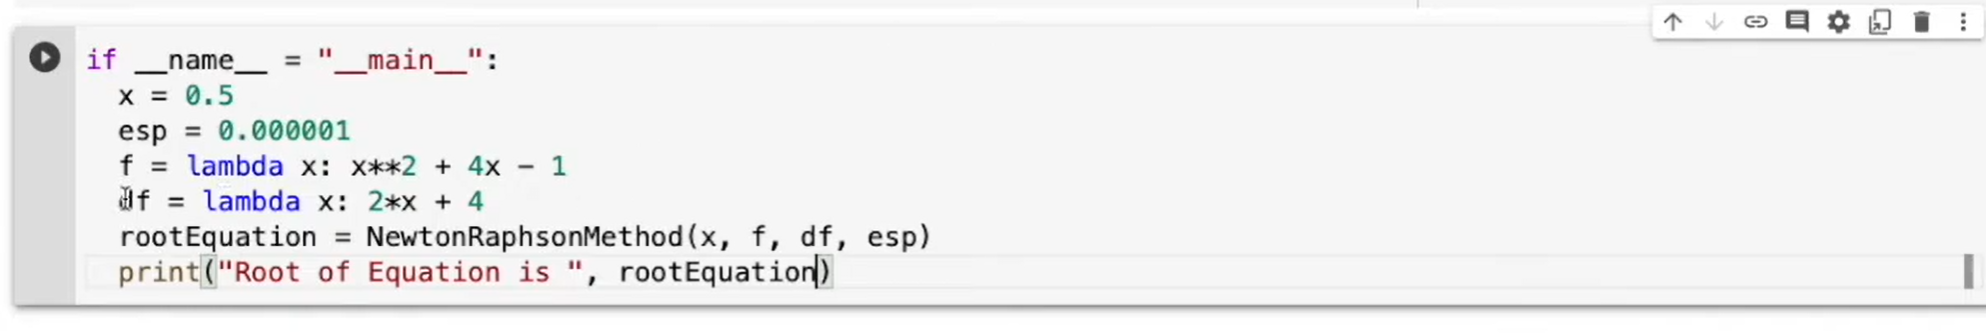 if __name__ = "__main__":
  x = 0.5
  esp = 0.000001
  f = lambda x: x**2 + 4x - 1
  df = lambda x: 2*x + 4
  rootEquation = NewtonRaphsonMethod(x, f, df, esp)
  print("Root of Equation is ", rootEquation)